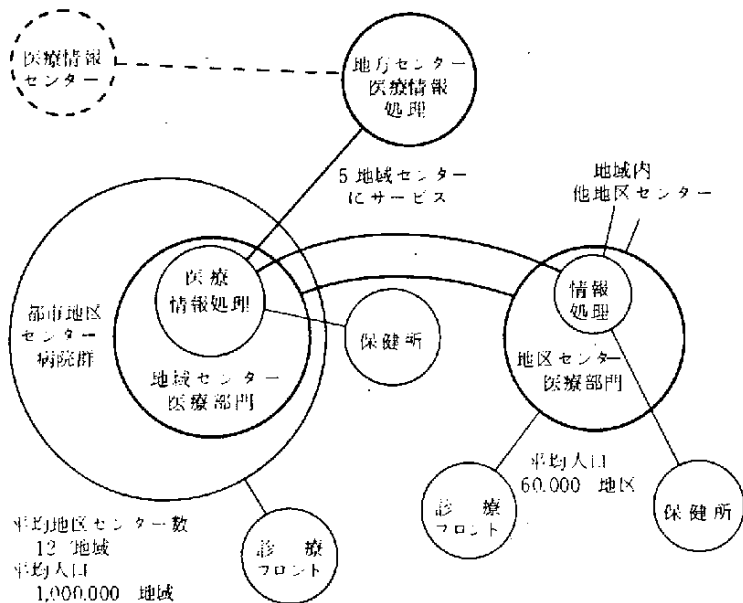 医療情報
センター
地方センター
医療情報
処理
5地域センター
にサービス
地域内
他地区センター
医療
情報処理
情報
処理
都市地区
センター
病院群
保健所
地域センター
医療部門
地区センター
医療部門
平均人口
60.000 地区
診療
フロント
保健所
平均地区センター数
12 地域
平均人口
1,000.000 地域
診療
フロント